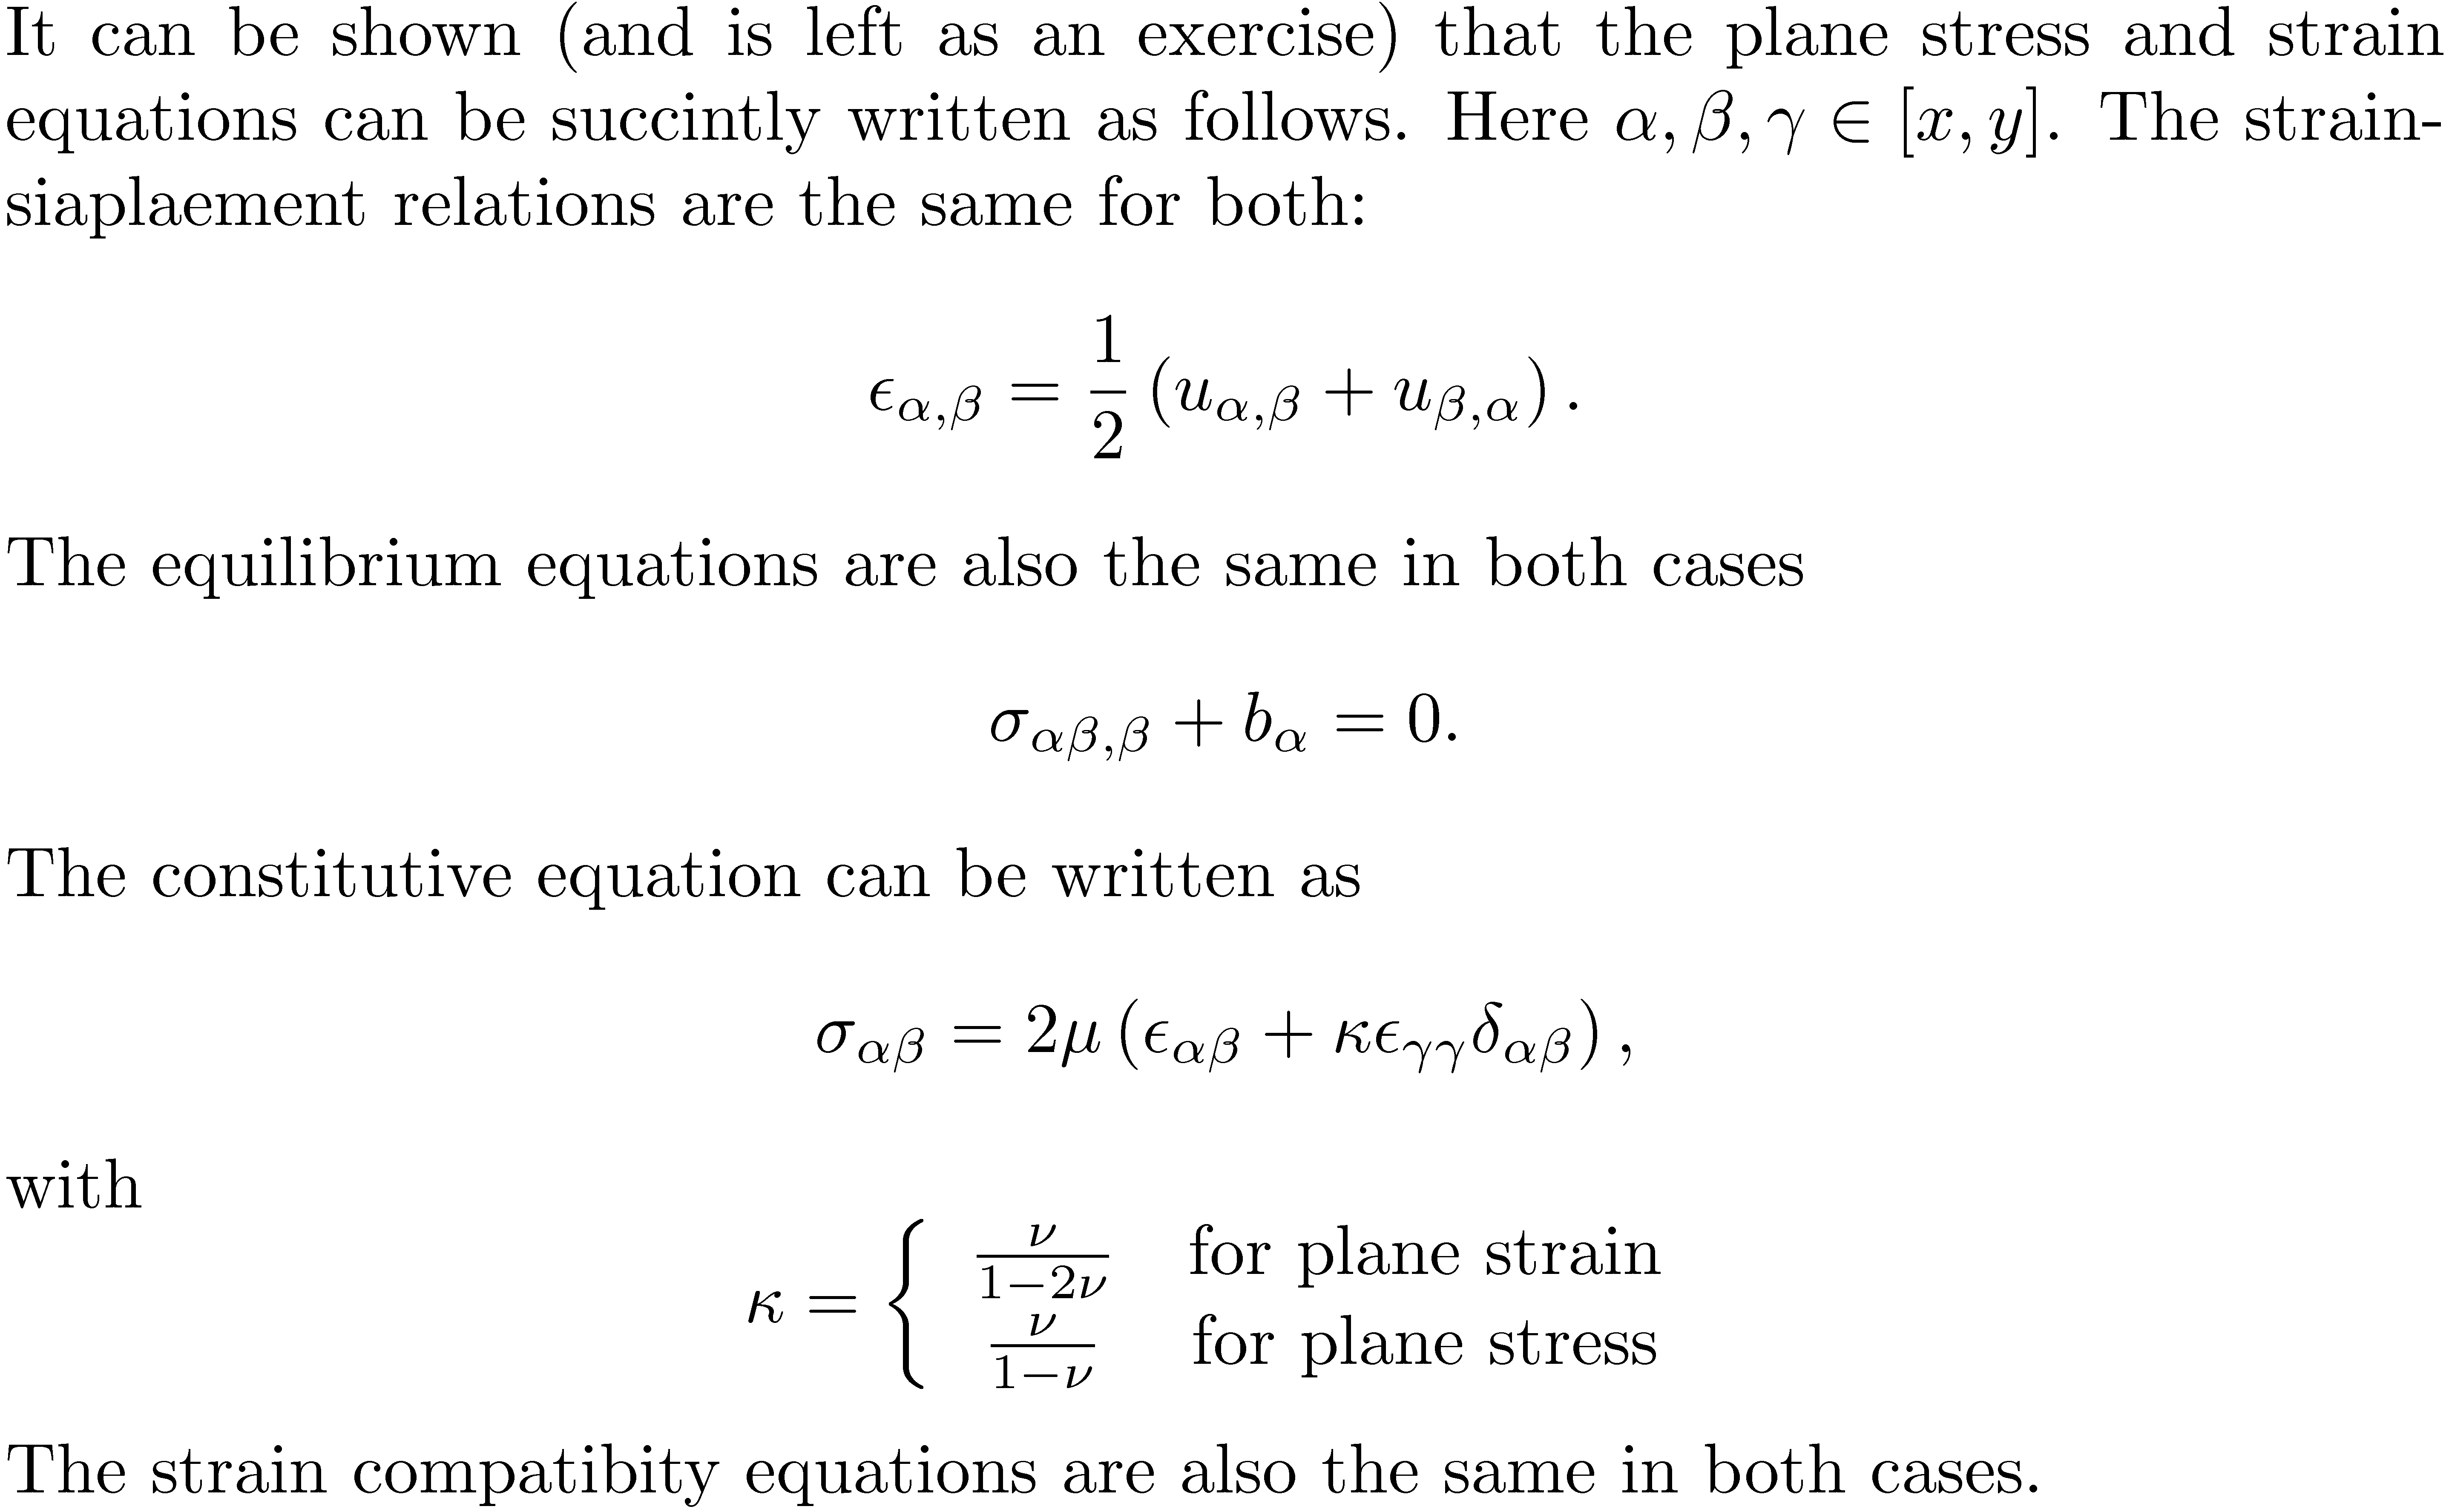 It can be shown (and is left as an exercise) that the plane stress and strain
equations can be succintly written as follows. Here α, β, γ ∈ [x, y]. The strain-
siaplaement relations are the same for both:
ϵ_{α,β} = \frac{1}{2} (u_{α,β} + u_{β,α}) .
The equilibrium equations are also the same in both cases
σ_{αβ,β} + b_α = 0.
The constitutive equation can be written as
σ_{αβ} = 2μ (ϵ_{αβ} + κϵ_{γγ}δ_{αβ}) ,
with
κ = { \frac{ν}{1−2ν} for plane strain
\frac{ν}{1−ν} for plane stress
The strain compatibity equations are also the same in both cases.